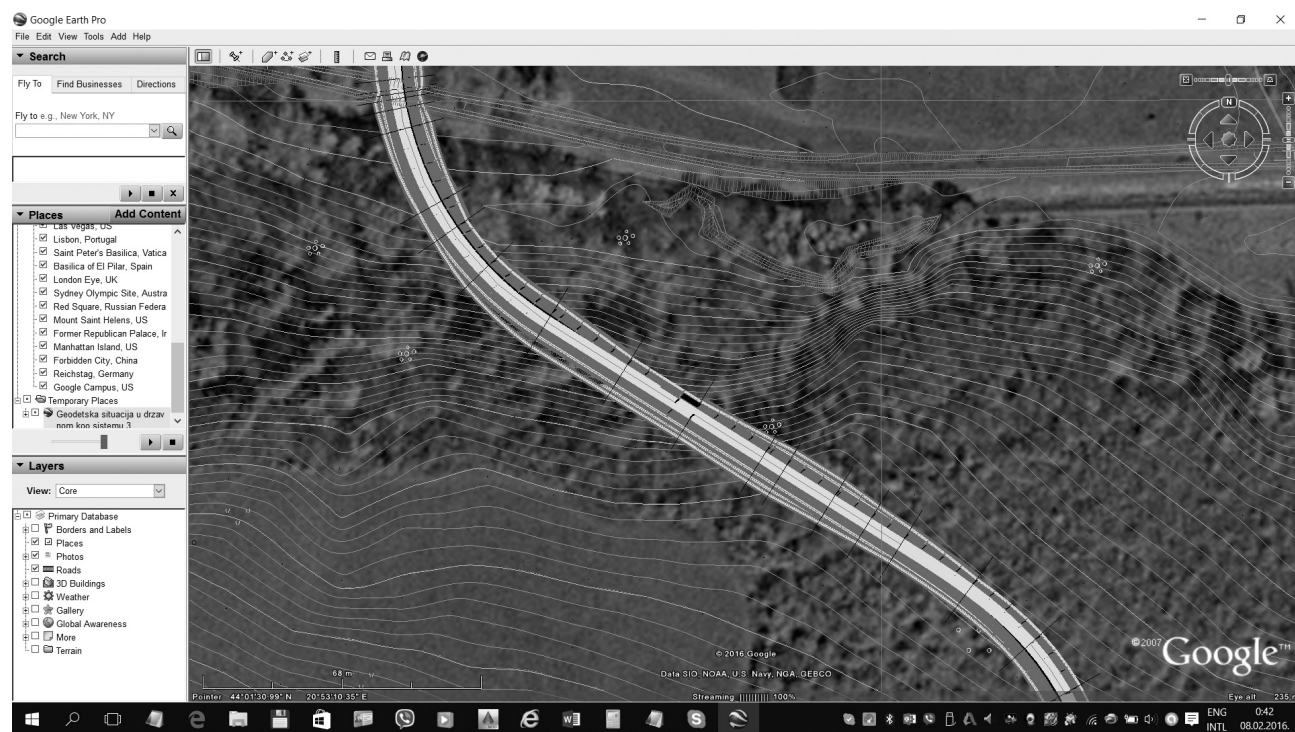 Google Earth Pro
File Edit View Tools Add Help
Search
Fly To Find Businesses Directions
Fly to e.g., New York, NY
Places Add Content
Las Vegas, US
Lisbon, Portugal
Saint Peter's Basilica, Vatica
Basilica of El Pilar, Spain
London Eye, UK
Sydney Olympic Site, Austra
Red Square, Russian Federa
Mount Saint Helens, US
Former Republican Palace, Ir
Manhattan Island, US
Forbidden City, China
Reichstag, Germany
Google Campus, US
Temporary Places
Geodetska situacija u drzav
nom koo sistemu 3
Layers
View: Core
Primary Database
Borders and Labels
Places
Photos
Roads
3D Buildings
Weather
Gallery
Global Awareness
More
Terrain
N
68 m
© 2016 Google
Data SIO, NOAA, U.S. Navy, NGA, GEBCO
©2007 Google™
Pointer 44°01'30.99" N 20°53'10.35" E
Streaming 100%
Eye alt 235 m
ENG
INTL
0:42
08.02.2016.